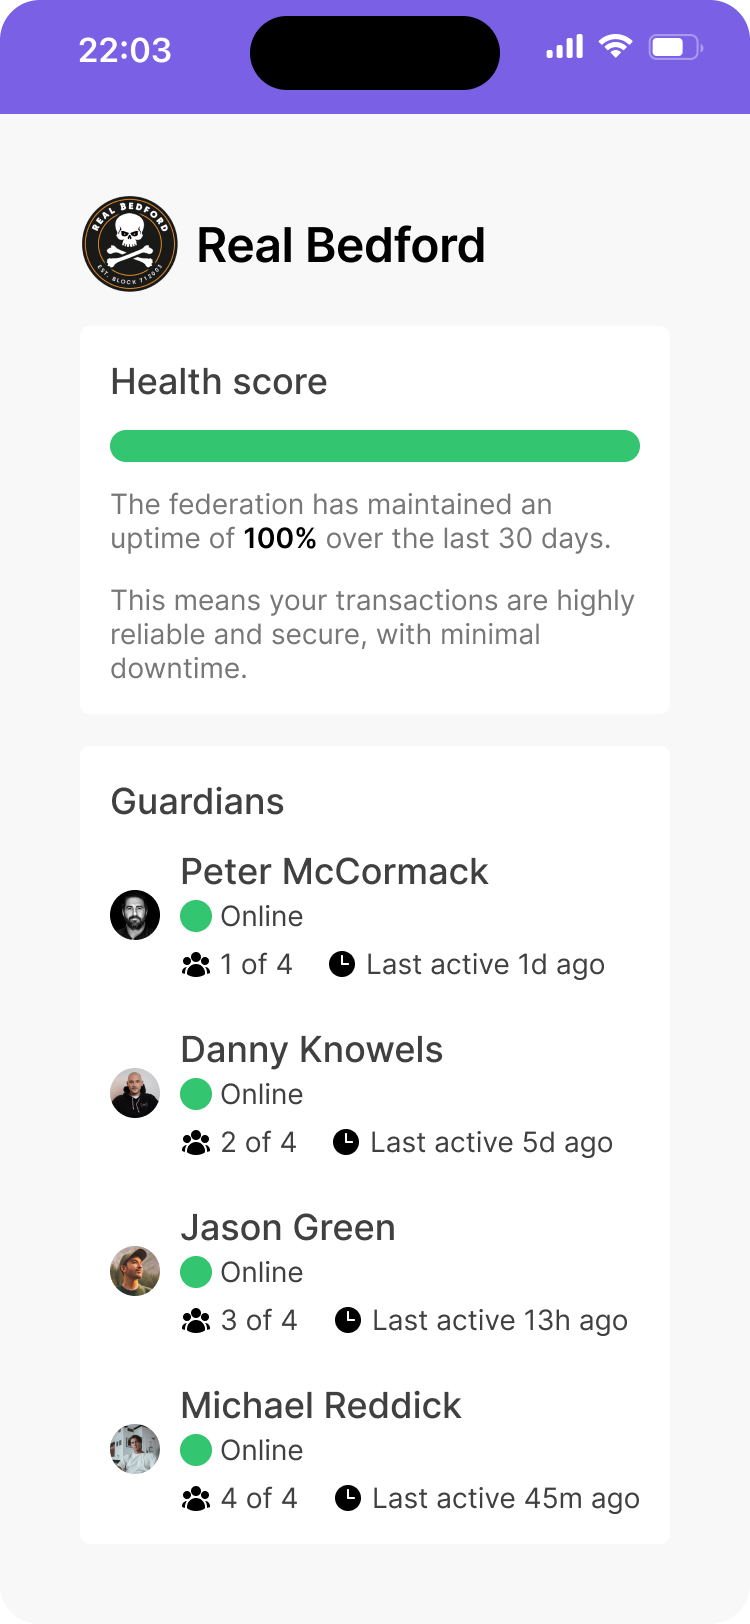 22:03
REAL BEDFORD
EST. BLOCK 712003
Real Bedford
Health score
The federation has maintained an
uptime of 100% over the last 30 days.
This means your transactions are highly
reliable and secure, with minimal
downtime.
Guardians
Peter McCormack
Online
1 of 4 Last active 1d ago
Danny Knowels
Online
2 of 4 Last active 5d ago
Jason Green
Online
3 of 4 Last active 13h ago
Michael Reddick
Online
4 of 4 Last active 45m ago